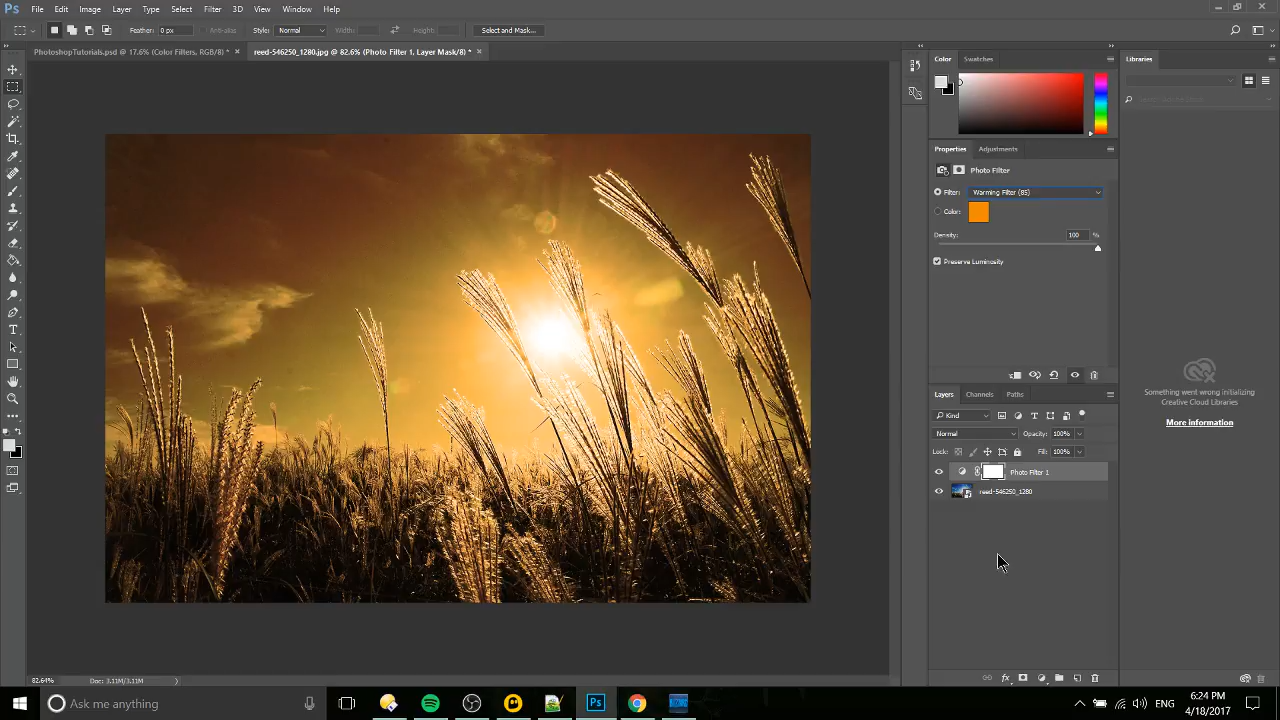 Ps File Edit Image Layer Type Select Filter 3D View Window Help
Feather: 0 px Anti-alias Style: Normal Width: Height: Select and Mask...
PhotoshopTutorials.psd @ 17.6% (Color Filters, RGB/8) * × reed-546250_1280.jpg @ 82.6% (Photo Filter 1, Layer Mask/8) * ×
Color Swatches
Libraries
Properties Adjustments
Photo Filter
Filter: Warming Filter (85)
Color:
Density: 100 %
Preserve Luminosity
Something went wrong initializing
Creative Cloud Libraries
More information
Layers Channels Paths
Kind
Normal Opacity: 100%
Lock: Fill: 100%
Photo Filter 1
reed-546250_1280
82.64% Doc: 3.11M/3.11M
Ask me anything
Ps
ENG
6:24 PM
4/18/2017